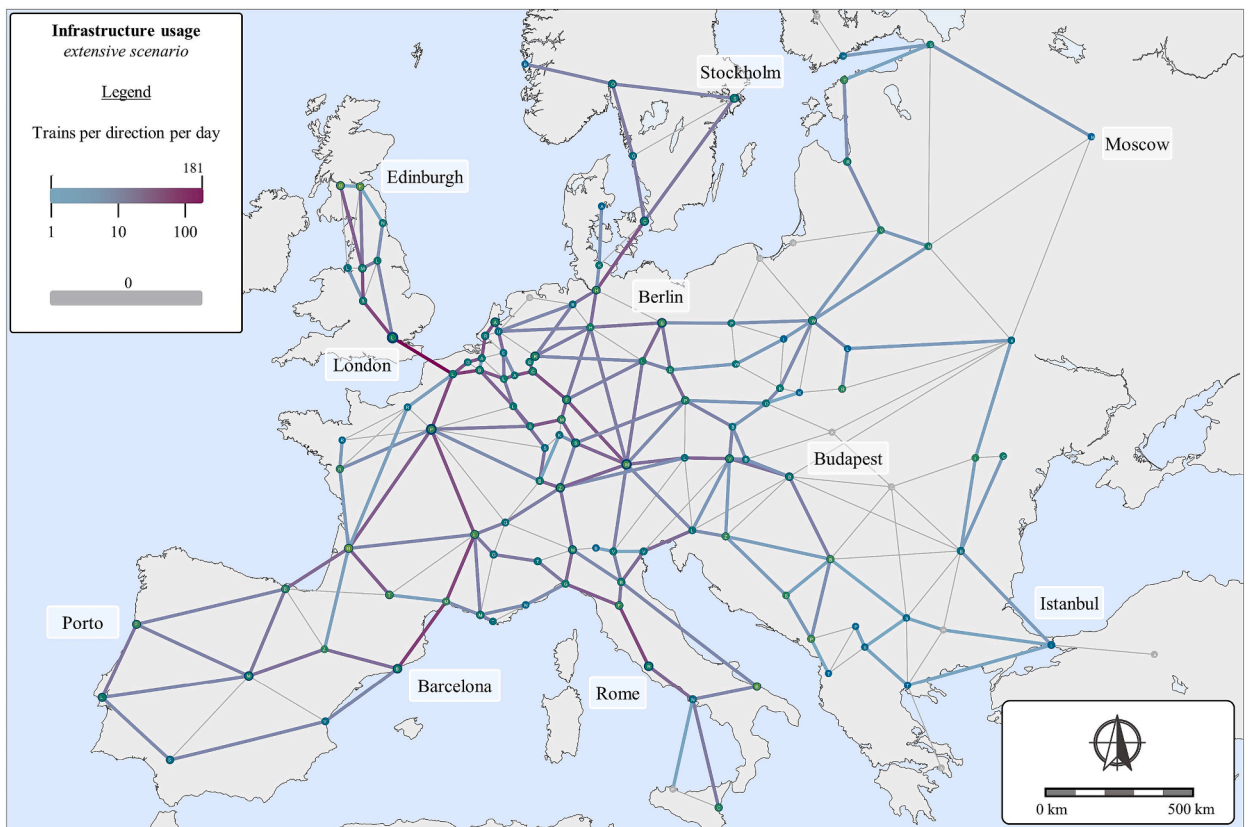 Infrastructure usage
extensive scenario
Legend
Trains per direction per day
181
1 10 100
0
Stockholm
Moscow
Edinburgh
Berlin
London
Budapest
Porto
Istanbul
Barcelona
Rome
0 km 500 km